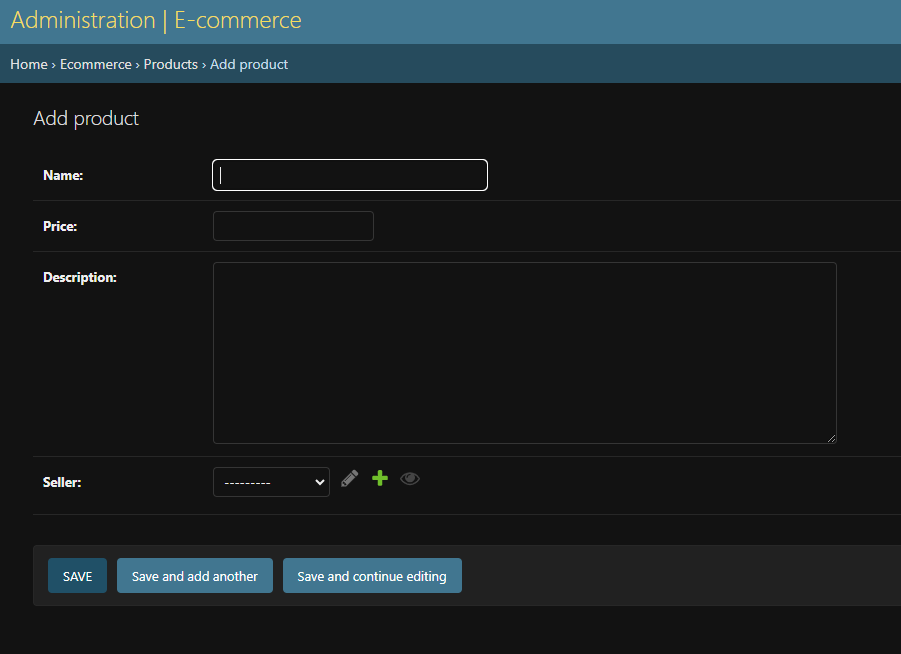 Administration | E-commerce
Home › Ecommerce › Products › Add product
Add product
Name:
Price:
Description:
Seller:
---------
SAVE
Save and add another
Save and continue editing